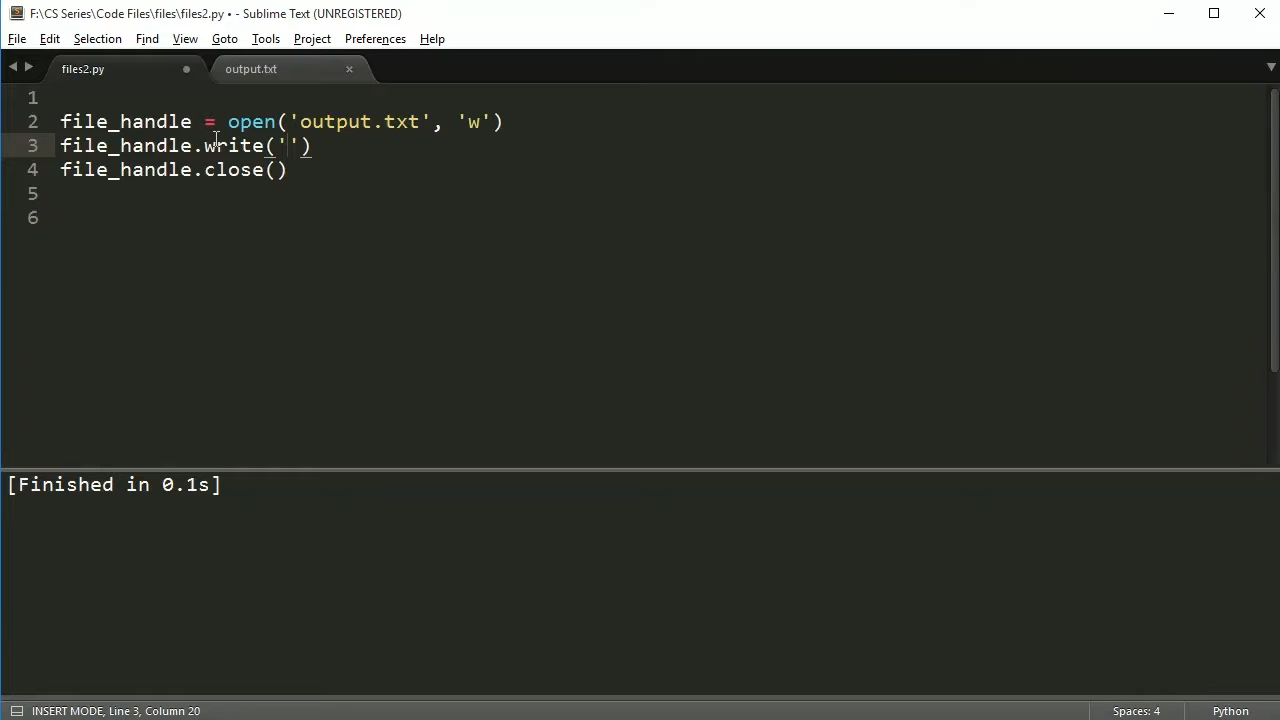 F:\CS Series\Code Files\files\files2.py • - Sublime Text (UNREGISTERED)
File Edit Selection Find View Goto Tools Project Preferences Help
files2.py output.txt
1
2 file_handle = open('output.txt', 'w')
3 file_handle.write('')
4 file_handle.close()
5
6
[Finished in 0.1s]
INSERT MODE, Line 3, Column 20 Spaces: 4 Python